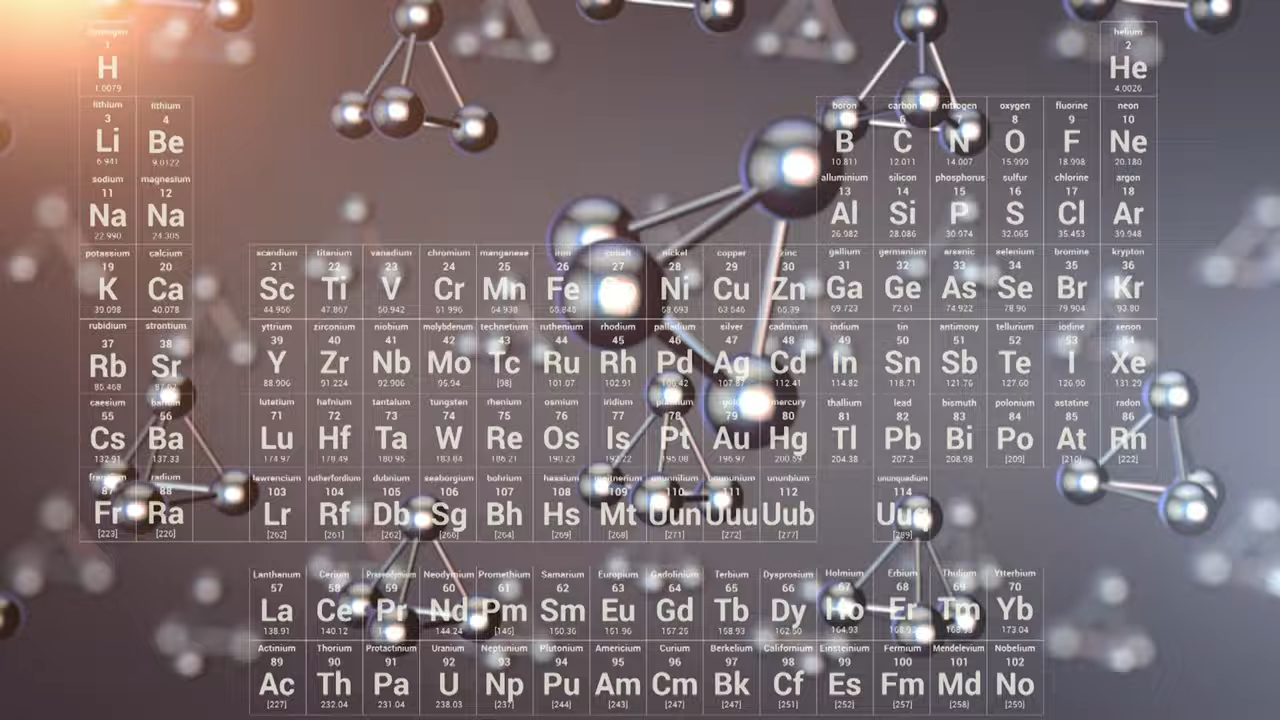 helium
1 2
H He
1.0079 4.0026
lithium lithium boron carbon nitrogen oxygen fluorine neon
3 4 5 6 7 8 9 10
Li Be B C N O F Ne
6.941 9.0122 10.811 12.011 14.007 15.999 18.998 20.180
sodium magnesium alluminium silicon phosphorus sulfur chlorine argon
11 12 13 14 15 16 17 18
Na Na Al Si P S Cl Ar
22.990 24.305 26.982 28.086 30.974 32.065 35.453 39.948
potassium calcium scandium titanium vanadium chromium manganese iron cobalt nickel copper zinc gallium germanium arsenic selenium bromine krypton
19 20 21 22 23 24 25 26 27 28 29 30 31 32 33 34 35 36
K Ca Sc Ti V Cr Mn Fe Ni Cu Zn Ga Ge As Se Br Kr
39.098 40.078 44.956 47.867 50.942 51.996 54.938 55.845 58.693 63.546 65.39 69.723 72.61 74.922 78.96 79.904 83.80
rubidium strontium yttrium zirconium niobium molybdenum technetium ruthenium rhodium palladium silver cadmium indium tin antimony tellurium iodine xenon
37 38 39 40 41 42 43 44 45 46 47 48 49 50 51 52 53 54
Rb Sr Y Zr Nb Mo Tc Ru Rh Pd Ag Cd In Sn Sb Te I Xe
85.468 87.62 88.906 91.224 92.906 95.94 [98] 101.07 102.91 106.42 107.87 112.41 114.82 118.71 121.76 127.60 126.90 131.29
caesium barium lutetium hafnium tantalum tungsten rhenium osmium iridium platinum gold mercury thallium lead bismuth polonium astatine radon
55 56 71 72 73 74 75 76 77 78 79 80 81 82 83 84 85 86
Cs Ba Lu Hf Ta W Re Os Is Pt Au Hg Tl Pb Bi Po At Rn
132.91 137.33 174.97 178.49 180.95 183.84 186.21 190.23 192.22 195.08 196.97 200.59 204.38 207.2 208.98 [209] [210] [222]
francium radium lawrencium rutherfordium dubnium seaborgium bohrium hassium meitnerium ununnilium unununium ununbium ununquadium
87 88 103 104 105 106 107 108 109 110 111 112 114
Fr Ra Lr Rf Db Sg Bh Hs Mt Uun Uuu Uub Uuq
[223] [226] [262] [261] [262] [266] [264] [269] [268] [271] [272] [277] [289]
Lanthanum Cerium Praseodymium Neodymium Promethium Samarium Europium Gadolinium Terbium Dysprosium Holmium Erbium Thulium Ytterbium
57 58 59 60 61 62 63 64 65 66 67 68 69 70
La Ce Pr Nd Pm Sm Eu Gd Tb Dy Ho Er Tm Yb
138.91 140.12 144.24 [145] 150.36 151.96 157.25 158.93 162.50 164.93 168.93 173.04
Actinium Thorium Protactinium Uranium Neptunium Plutonium Americium Curium Berkelium Californium Einsteinium Fermium Mendelevium Nobelium
89 90 91 92 93 94 95 96 97 98 99 100 101 102
Ac Th Pa U Np Pu Am Cm Bk Cf Es Fm Md No
[227] 232.04 231.04 238.03 [237] [244] [243] [247] [247] [251] [252] [257] [258] [259]